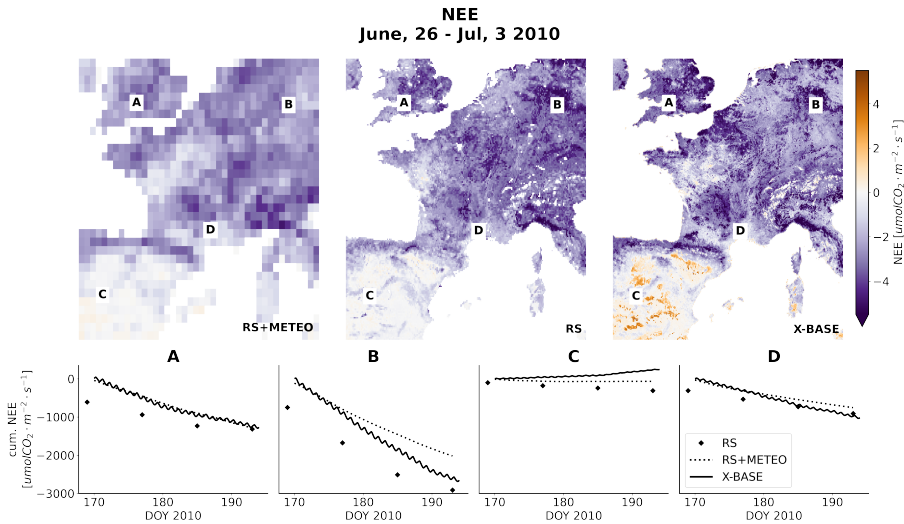 NEE
June, 26 - Jul, 3 2010
A
B
D
C
RS+METEO
A
B
D
C
RS
A
B
D
C
X-BASE
4
2
0
−2
−4
NEE [umolCO₂ · m⁻² · s⁻¹]
A
B
C
D
cum. NEE
[umolCO₂ · m⁻² · s⁻¹]
0
−1000
−2000
−3000
170 180 190
DOY 2010
170 180 190
DOY 2010
170 180 190
DOY 2010
170 180 190
DOY 2010
RS
RS+METEO
X-BASE